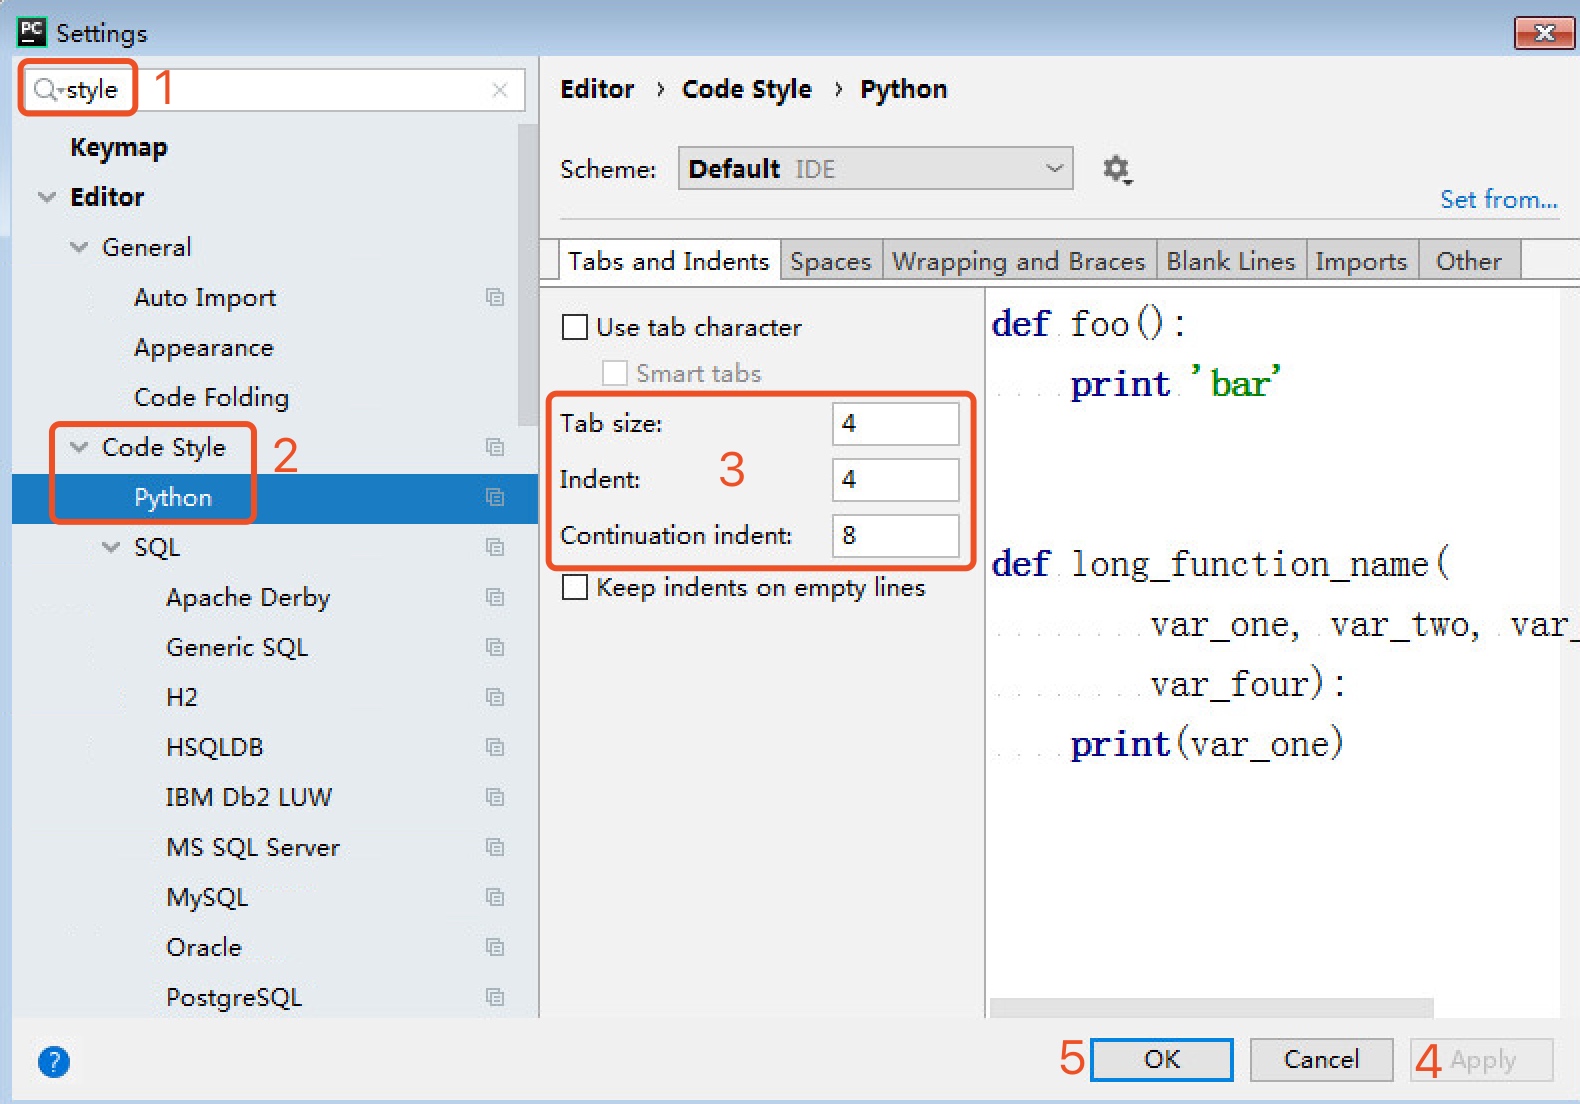 PC Settings
style 1
Keymap
Editor
General
Auto Import
Appearance
Code Folding
Code Style 2
Python
SQL
Apache Derby
Generic SQL
H2
HSQLDB
IBM Db2 LUW
MS SQL Server
MySQL
Oracle
PostgreSQL
Editor › Code Style › Python
Scheme: Default IDE
Set from...
Tabs and Indents Spaces Wrapping and Braces Blank Lines Imports Other
Use tab character
Smart tabs
Tab size: 4
Indent: 4
3
Continuation indent: 8
Keep indents on empty lines
def foo():
    print 'bar'
def long_function_name(
        var_one, var_two, var_
        var_four):
    print(var_one)
?
5 OK Cancel 4 Apply